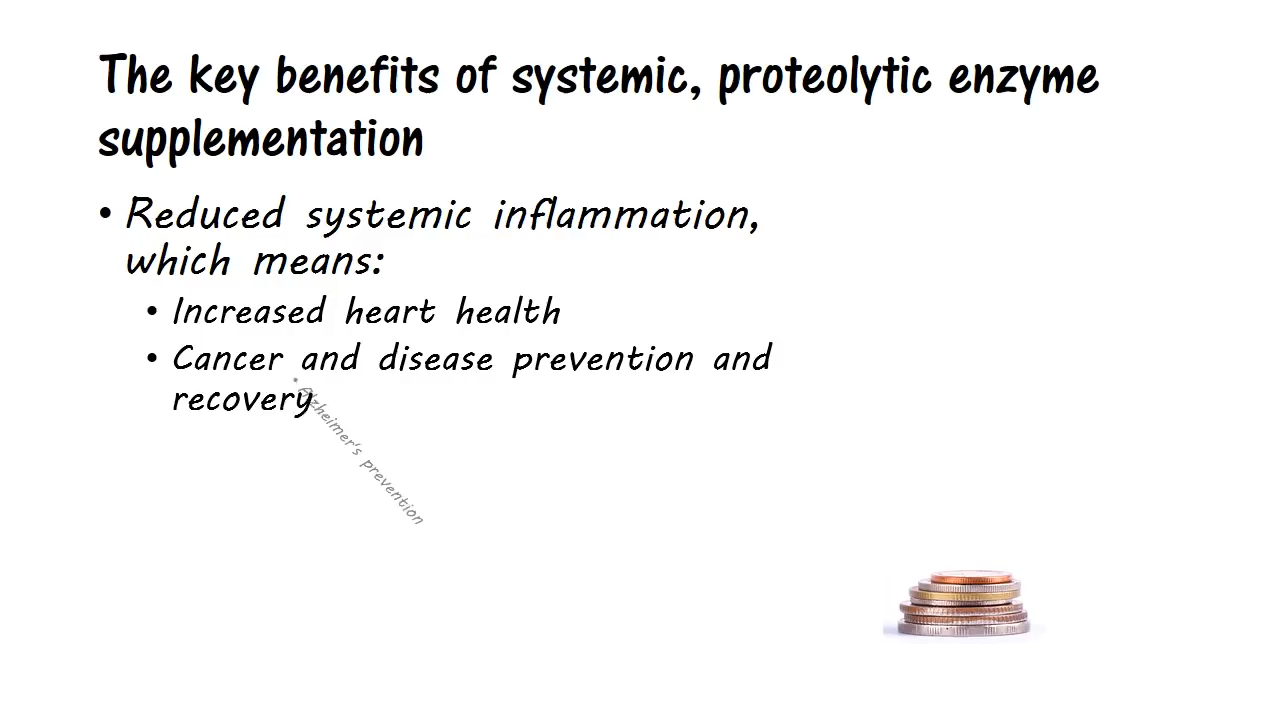 The key benefits of systemic, proteolytic enzyme
supplementation
• Reduced systemic inflammation,
which means:
• Increased heart health
• Cancer and disease prevention and
recovery
• Alzheimer's prevention